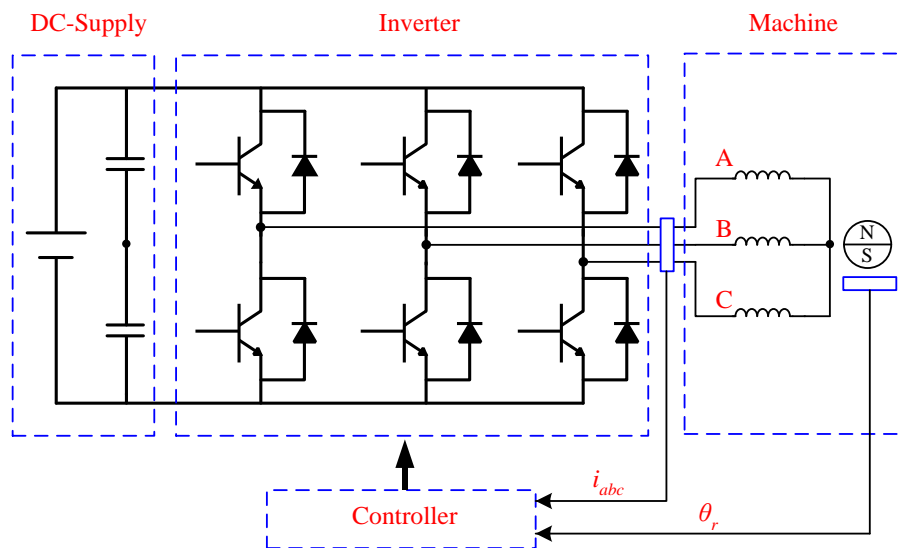 DC-Supply
Inverter
Machine
A
B
C
N
S
i_abc
θ_r
Controller